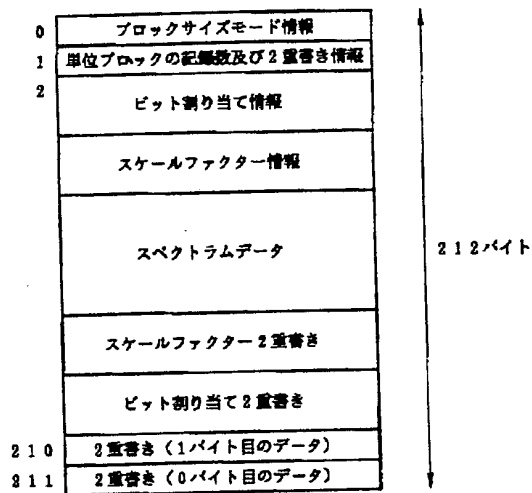 0 ブロックサイズモード情報
1 単位ブロックの記録数及び2重書き情報
2 ビット割り当て情報
スケールファクター情報
スペクトラムデータ
212バイト
スケールファクター2重書き
ビット割り当て2重書き
210 2重書き（1バイト目のデータ）
211 2重書き（0バイト目のデータ）